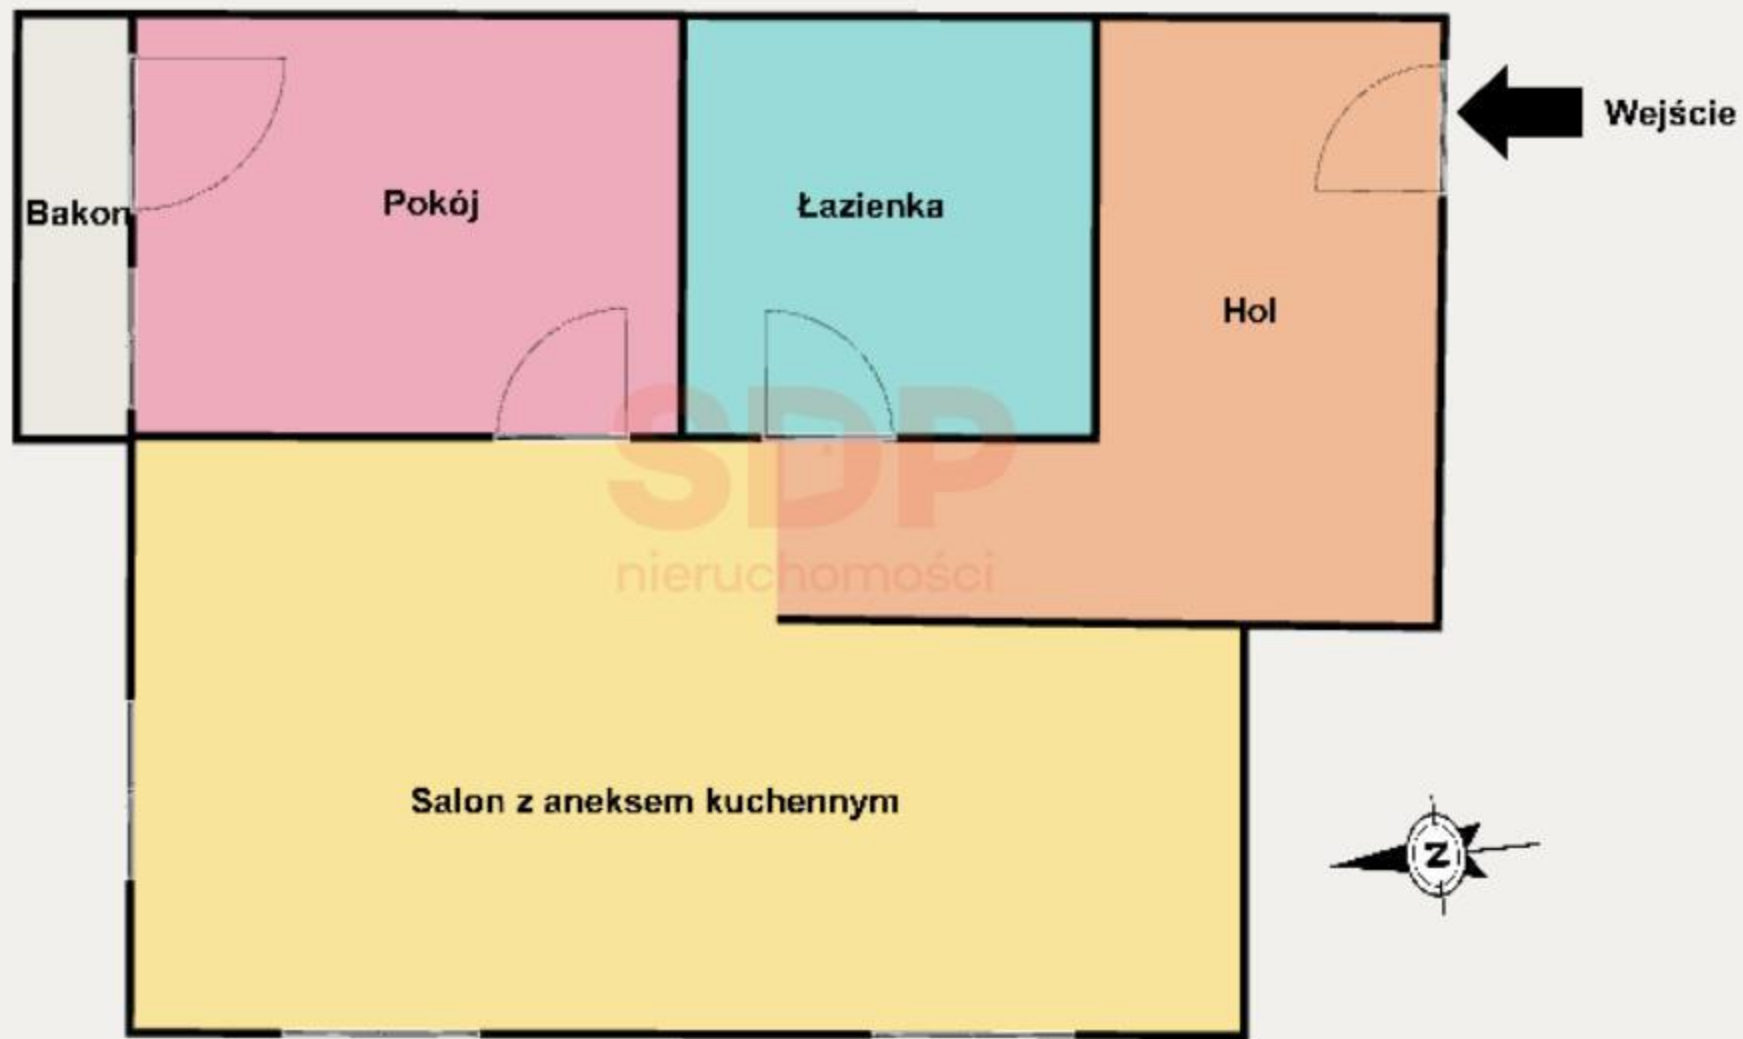 Wejście
Bakon
Pokój
Łazienka
Hol
SDP
nieruchomości
Salon z aneksem kuchennym
Z